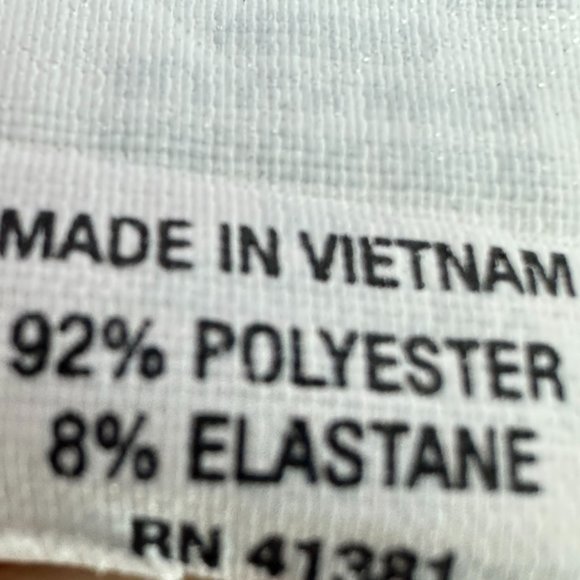 MADE IN VIETNAM
92% POLYESTER
8% ELASTANE
RN 41381